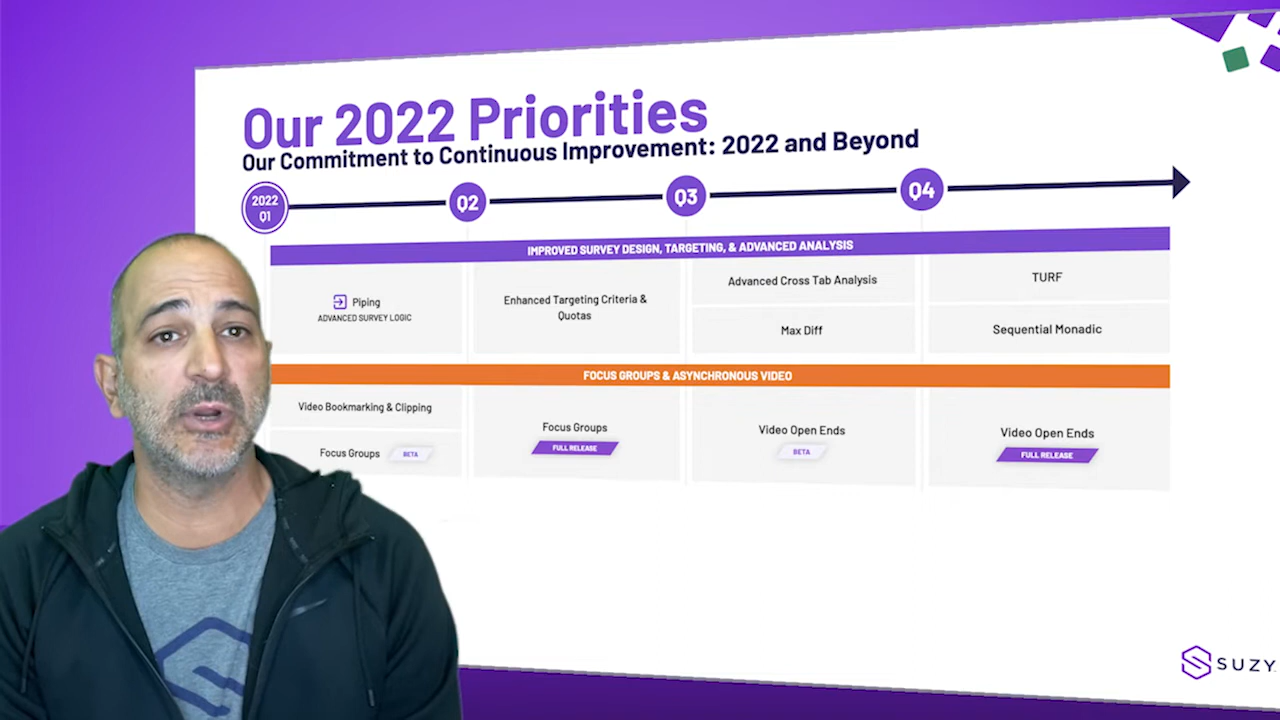 Our 2022 Priorities
Our Commitment to Continuous Improvement: 2022 and Beyond
2022
Q1
Q2
Q3
Q4
IMPROVED SURVEY DESIGN, TARGETING, & ADVANCED ANALYSIS
Piping
ADVANCED SURVEY LOGIC
Enhanced Targeting Criteria &
Quotas
Advanced Cross Tab Analysis
Max Diff
TURF
Sequential Monadic
FOCUS GROUPS & ASYNCHRONOUS VIDEO
Video Bookmarking & Clipping
Focus Groups BETA
Focus Groups
FULL RELEASE
Video Open Ends
BETA
Video Open Ends
FULL RELEASE
SUZY